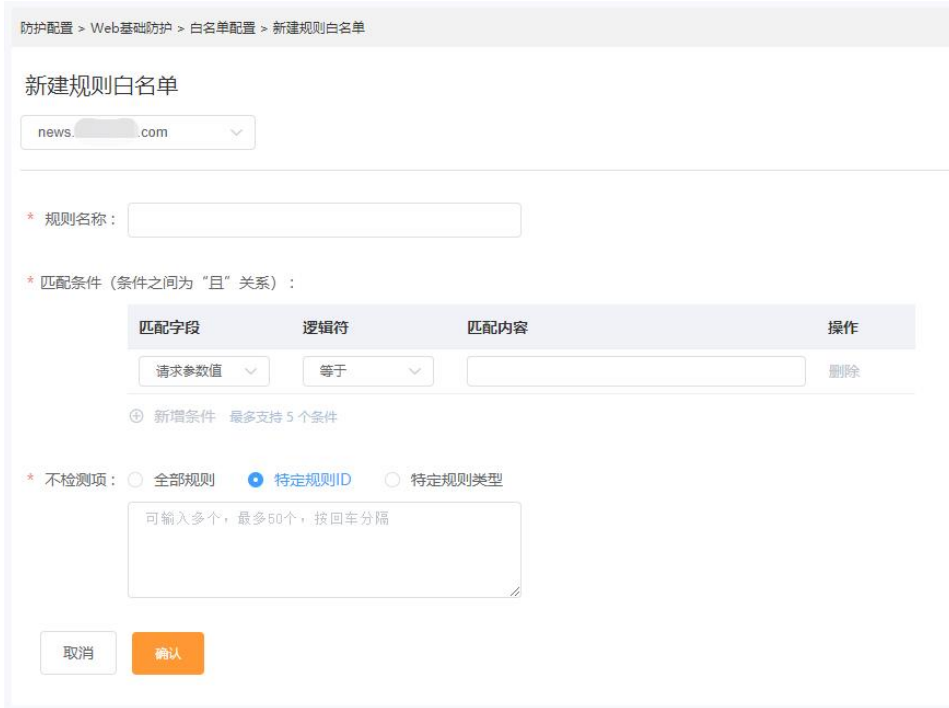 防护配置 > Web基础防护 > 白名单配置 > 新建规则白名单
新建规则白名单
news. .com
* 规则名称：
* 匹配条件（条件之间为“且”关系）：
匹配字段 逻辑符 匹配内容 操作
请求参数值 等于 删除
新增条件 最多支持 5 个条件
* 不检测项： 全部规则 特定规则ID 特定规则类型
可输入多个，最多50个，按回车分隔
取消 确认